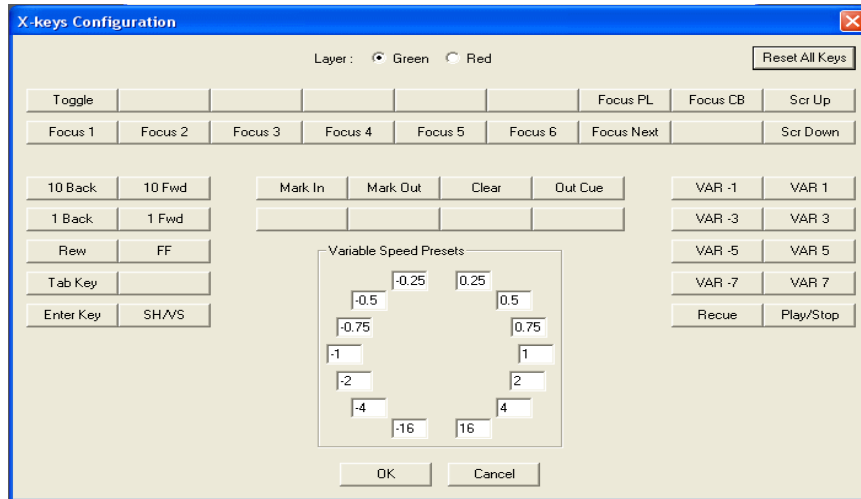 X-keys Configuration
Layer : Green Red Reset All Keys
Toggle Focus PL Focus CB Scr Up
Focus 1 Focus 2 Focus 3 Focus 4 Focus 5 Focus 6 Focus Next Scr Down
10 Back 10 Fwd Mark In Mark Out Clear Out Cue VAR -1 VAR 1
1 Back 1 Fwd VAR -3 VAR 3
Rew FF Variable Speed Presets VAR -5 VAR 5
Tab Key -0.25 0.25 VAR -7 VAR 7
-0.5 0.5
Enter Key SH/VS Recue Play/Stop
-0.75 0.75
-1 1
-2 2
-4 4
-16 16
OK Cancel